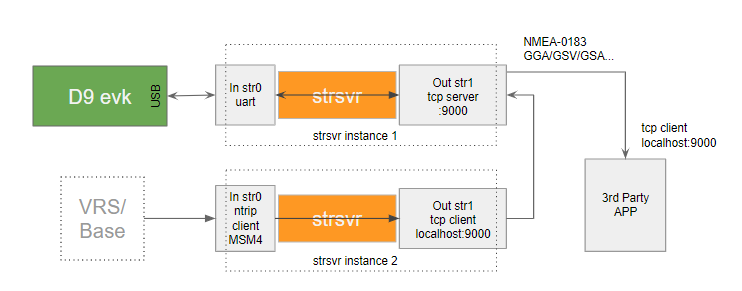 NMEA-0183
GGA/GSV/GSA...
D9 evk
USB
In str0
uart
strsvr
Out str1
tcp server
:9000
strsvr instance 1
tcp client
localhost:9000
VRS/
Base
In str0
ntrip
client
MSM4
strsvr
Out str1
tcp client
localhost:9000
strsvr instance 2
3rd Party
APP